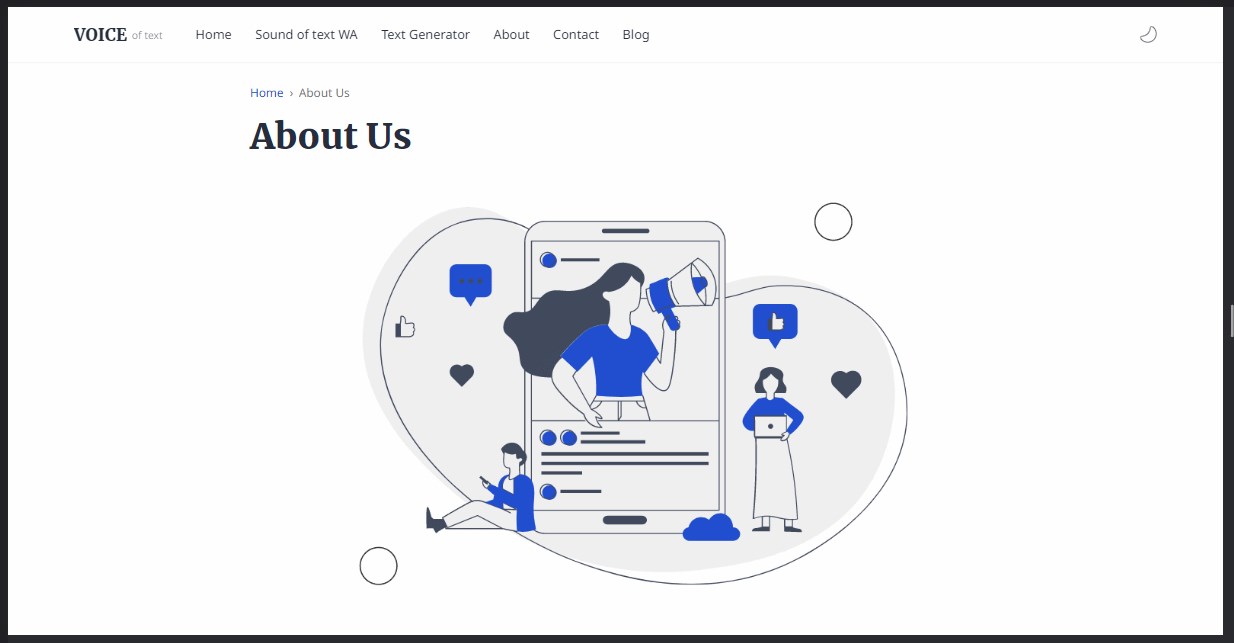 VOICE of text Home Sound of text WA Text Generator About Contact Blog
Home › About Us
About Us